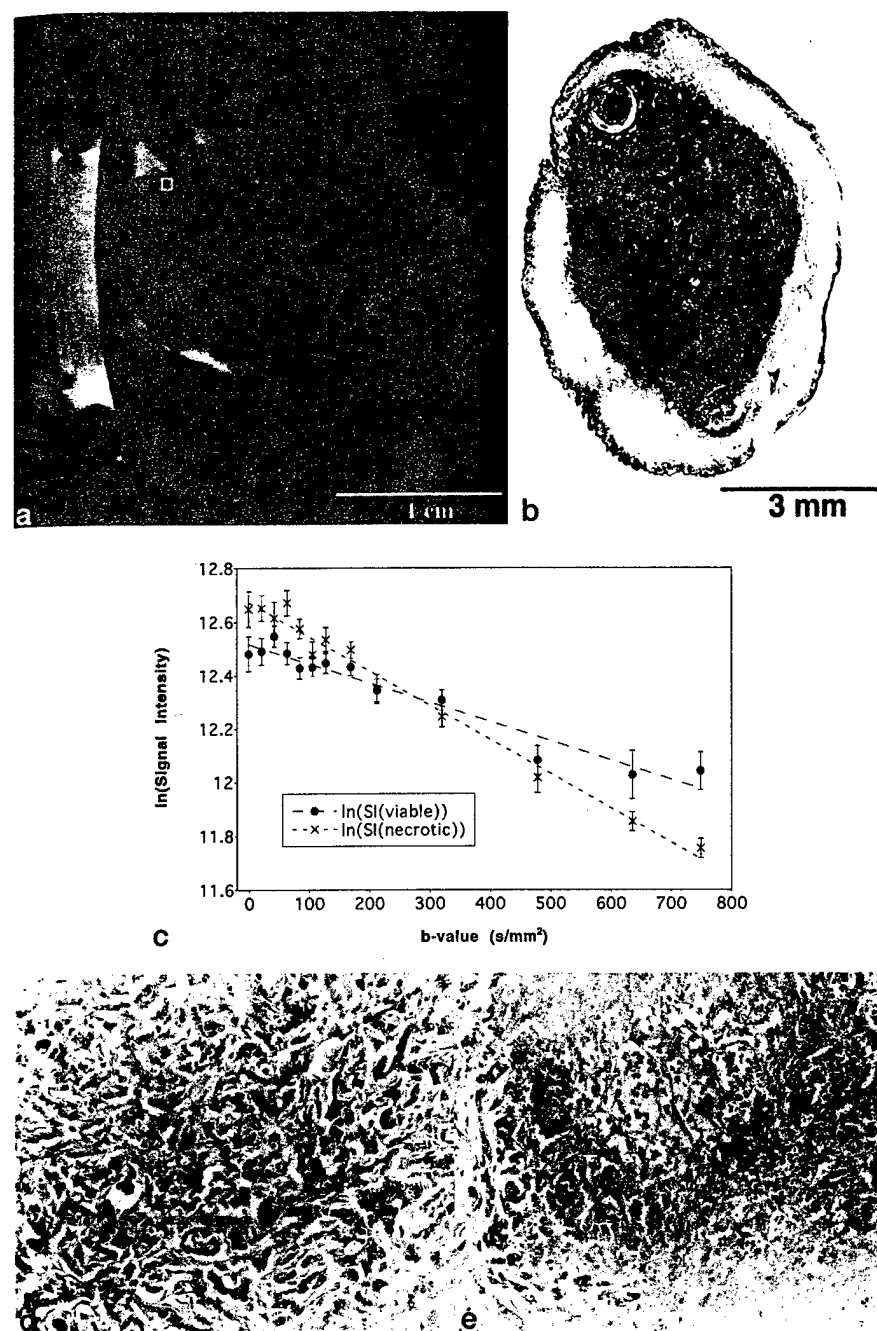 1 cm
a
b
3 mm
12.8
12.6
12.4
12.2
12
11.8
11.6
ln(Signal Intensity)
ln(SI(viable))
ln(SI(necrotic))
0
100
200
300
400
500
600
700
800
b-value (s/mm²)
c
d
e